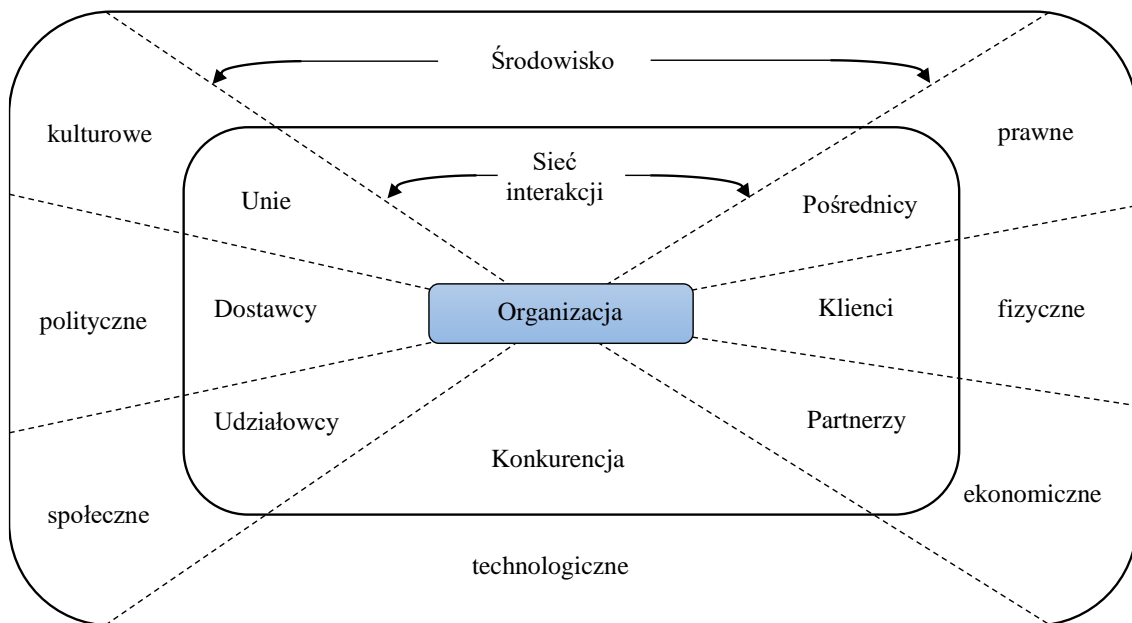 Środowisko
kulturowe
prawne
Sieć
interakcji
Unie
Pośrednicy
polityczne
Dostawcy
Organizacja
Klienci
fizyczne
Udziałowcy
Partnerzy
Konkurencja
społeczne
ekonomiczne
technologiczne